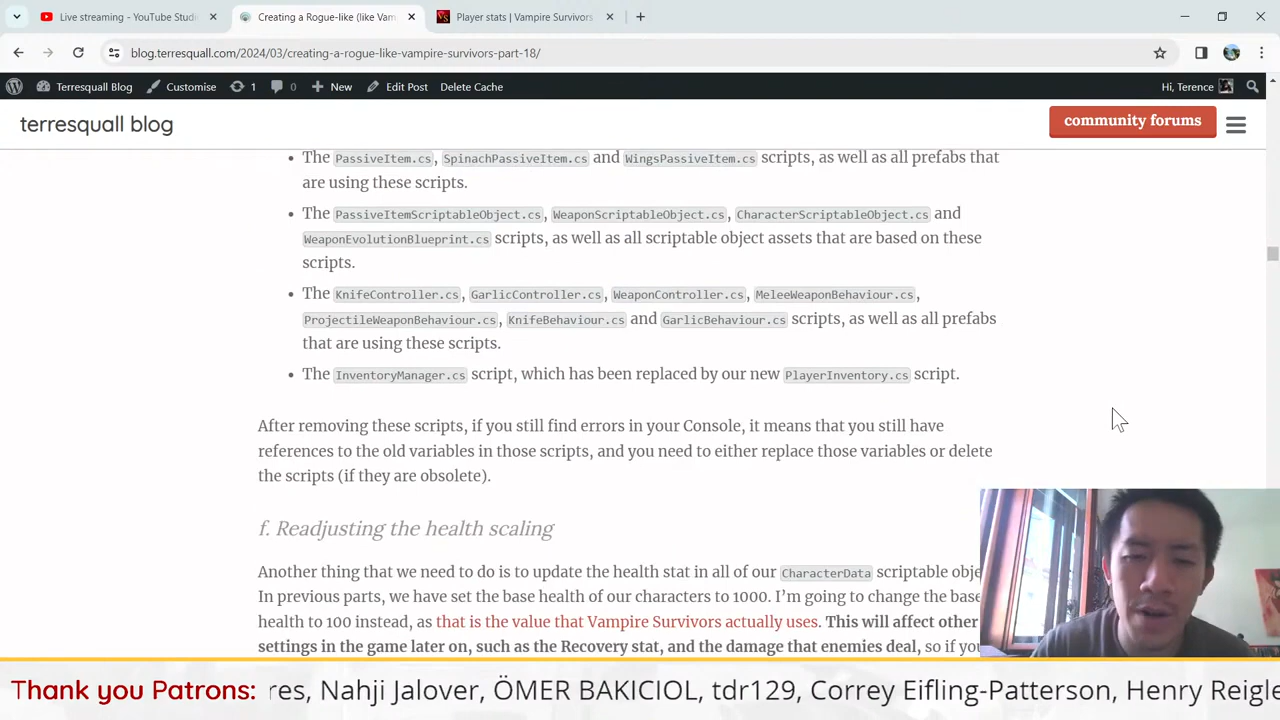 Live streaming - YouTube Stud
Creating a Rogue-like (like Vam
Player stats | Vampire Survivors
blog.terresquall.com/2024/03/creating-a-rogue-like-vampire-survivors-part-18/
Terresquall Blog Customise 1 0 New Edit Post Delete Cache Hi, Terence
terresquall blog
community forums
• The PassiveItem.cs, SpinachPassiveItem.cs and WingsPassiveItem.cs scripts, as well as all prefabs that
are using these scripts.
• The PassiveItemScriptableObject.cs, WeaponScriptableObject.cs, CharacterScriptableObject.cs and
WeaponEvolutionBlueprint.cs scripts, as well as all scriptable object assets that are based on these
scripts.
• The KnifeController.cs, GarlicController.cs, WeaponController.cs, MeleeWeaponBehaviour.cs,
ProjectileWeaponBehaviour.cs, KnifeBehaviour.cs and GarlicBehaviour.cs scripts, as well as all prefabs
that are using these scripts.
• The InventoryManager.cs script, which has been replaced by our new PlayerInventory.cs script.
After removing these scripts, if you still find errors in your Console, it means that you still have
references to the old variables in those scripts, and you need to either replace those variables or delete
the scripts (if they are obsolete).
f. Readjusting the health scaling
Another thing that we need to do is to update the health stat in all of our CharacterData scriptable obje
In previous parts, we have set the base health of our characters to 1000. I'm going to change the base
health to 100 instead, as that is the value that Vampire Survivors actually uses. This will affect other
settings in the game later on, such as the Recovery stat, and the damage that enemies deal, so if you
Thank you Patrons: res, Nahji Jalover, ÖMER BAKICIOL, tdr129, Correy Eifling-Patterson, Henry Reigle